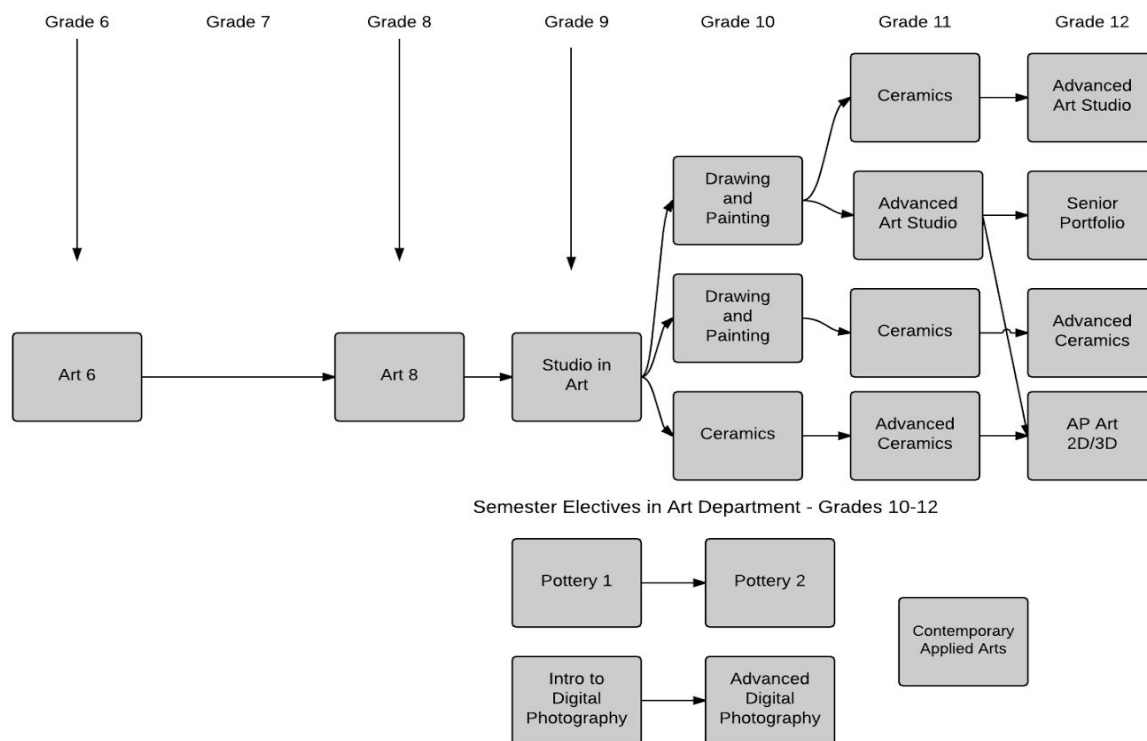 Grade 6
Grade 7
Grade 8
Grade 9
Grade 10
Grade 11
Grade 12
Ceramics
Advanced
Art Studio
Drawing
and
Painting
Advanced
Art Studio
Senior
Portfolio
Drawing
and
Painting
Ceramics
Advanced
Ceramics
Art 6
Art 8
Studio in
Art
Ceramics
Advanced
Ceramics
AP Art
2D/3D
Semester Electives in Art Department - Grades 10-12
Pottery 1
Pottery 2
Contemporary
Applied Arts
Intro to
Digital
Photography
Advanced
Digital
Photography